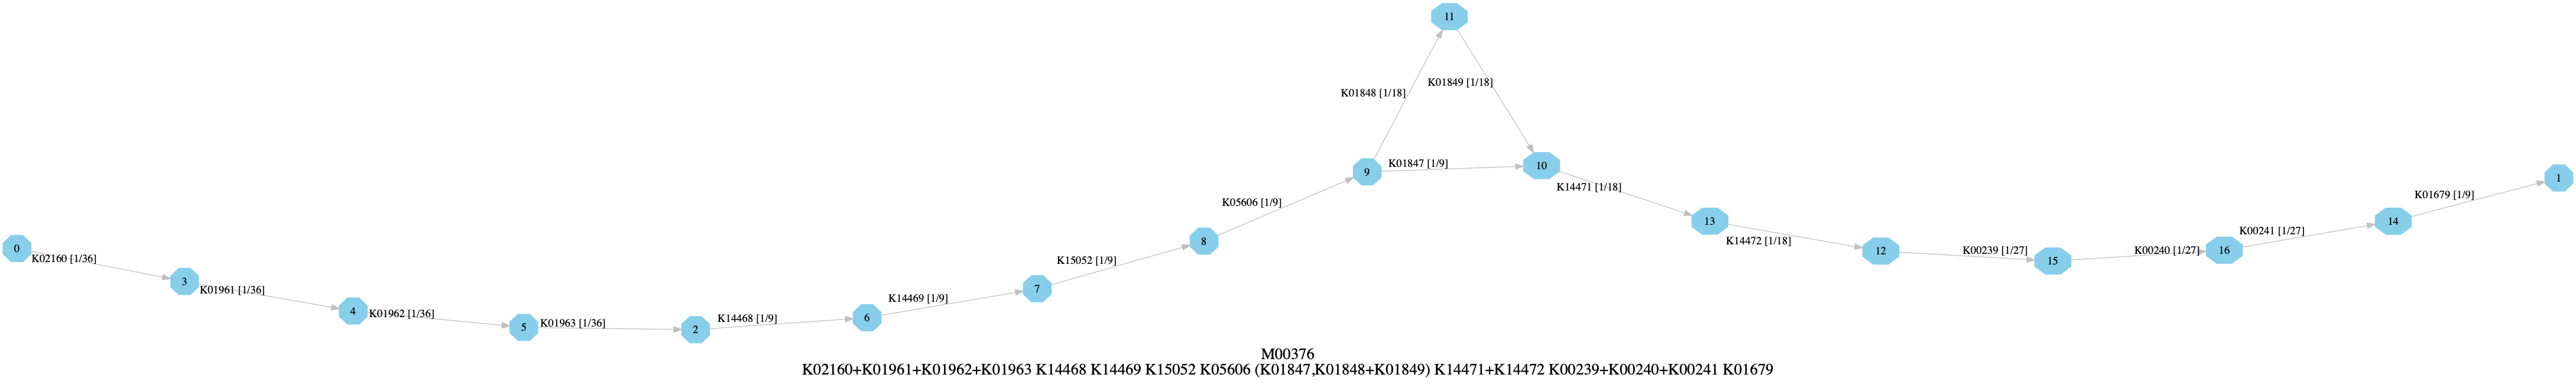 11
K01848 [1/18]
K01849 [1/18]
9
K01847 [1/9]
10
K14471 [1/18]
13
K14472 [1/18]
12
K00239 [1/27]
15
K00240 [1/27]
16
K00241 [1/27]
14
K01679 [1/9]
1
0
K02160 [1/36]
3
K01961 [1/36]
4
K01962 [1/36]
5
K01963 [1/36]
2
K14468 [1/9]
6
K14469 [1/9]
7
K15052 [1/9]
8
K05606 [1/9]
M00376
K02160+K01961+K01962+K01963 K14468 K14469 K15052 K05606 (K01847,K01848+K01849) K14471+K14472 K00239+K00240+K00241 K01679